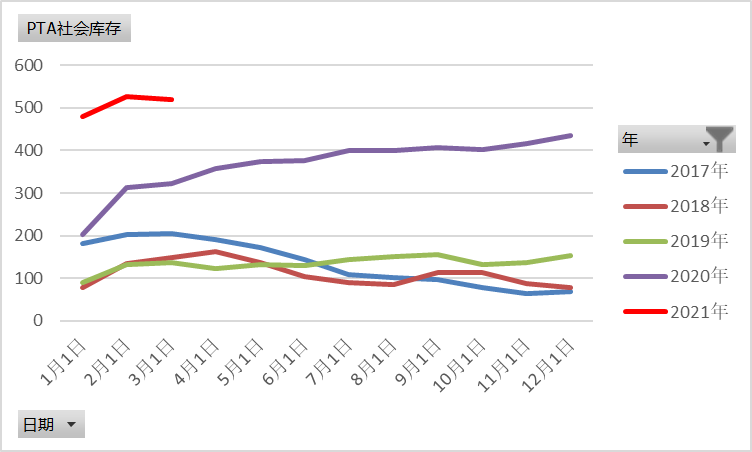 PTA社会库存
600
500
400
300
200
100
0
1月1日
2月1日
3月1日
4月1日
5月1日
6月1日
7月1日
8月1日
9月1日
10月1日
11月1日
12月1日
年
2017年
2018年
2019年
2020年
2021年
日期